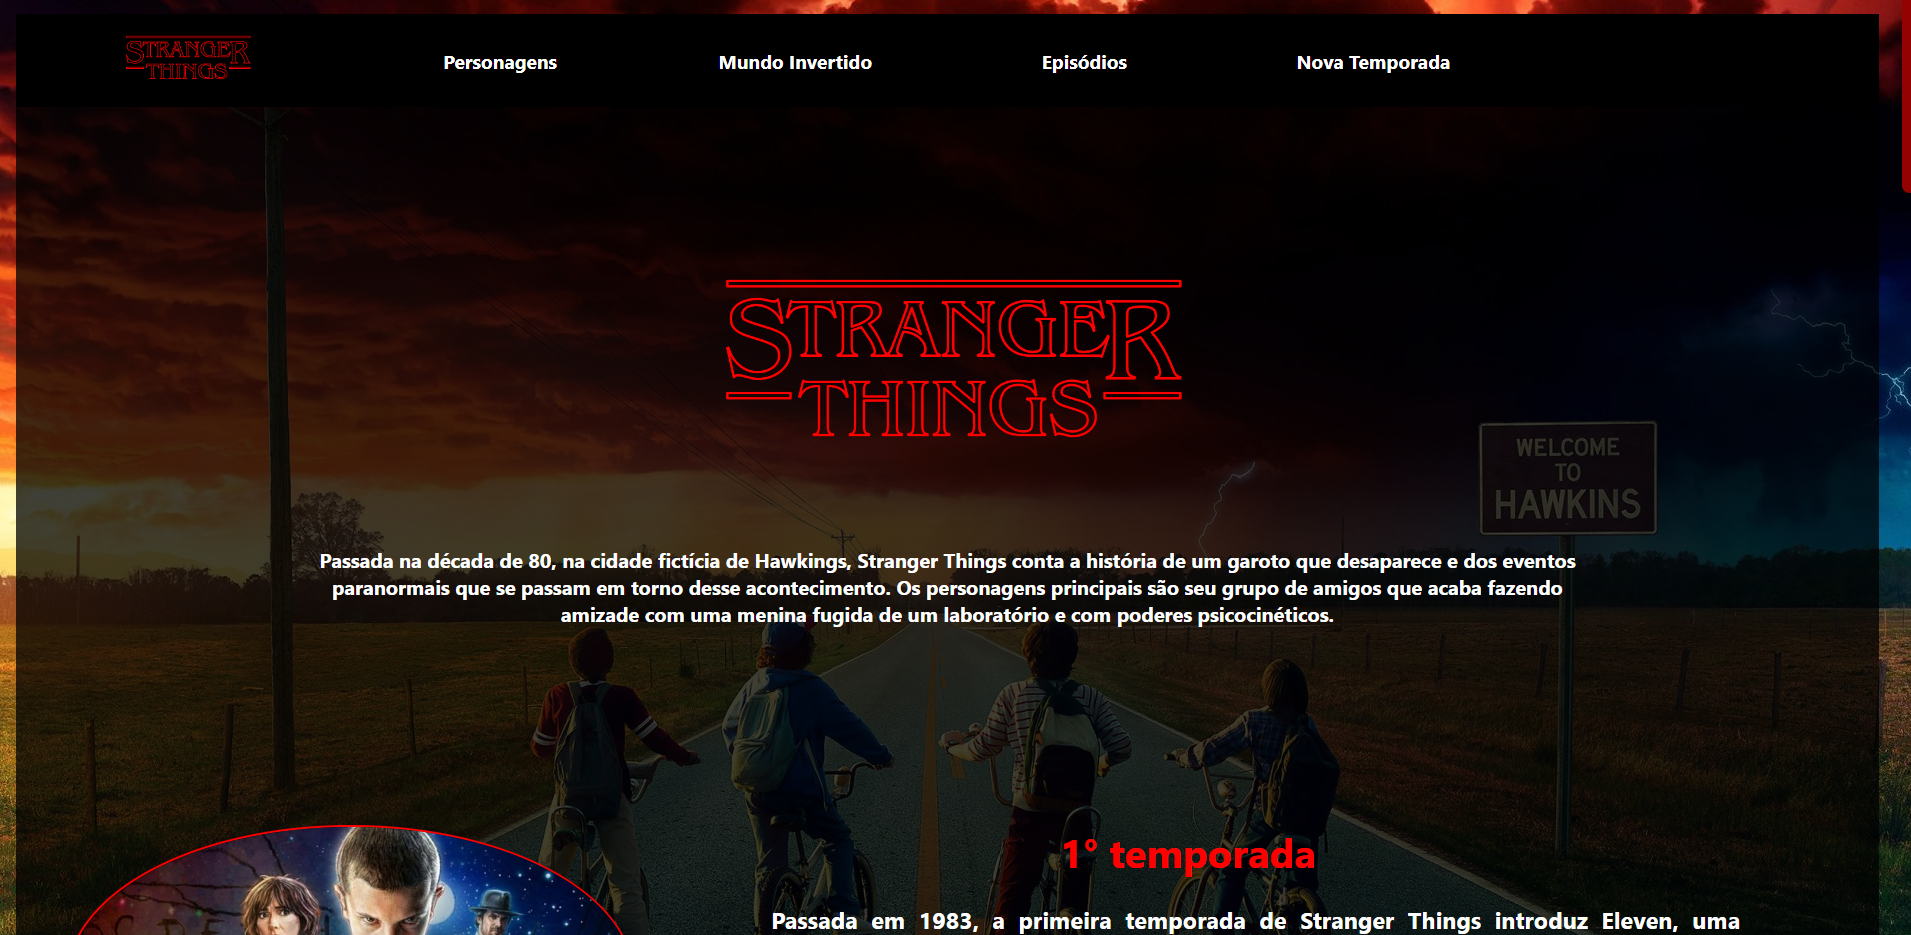 STRANGER
THINGS
Personagens
Mundo Invertido
Episódios
Nova Temporada
STRANGER
THINGS
WELCOME
TO
HAWKINS
Passada na década de 80, na cidade fictícia de Hawkings, Stranger Things conta a história de um garoto que desaparece e dos eventos
paranormais que se passam em torno desse acontecimento. Os personagens principais são seu grupo de amigos que acaba fazendo
amizade com uma menina fugida de um laboratório e com poderes psicocinéticos.
1° temporada
Passada em 1983, a primeira temporada de Stranger Things introduz Eleven, uma